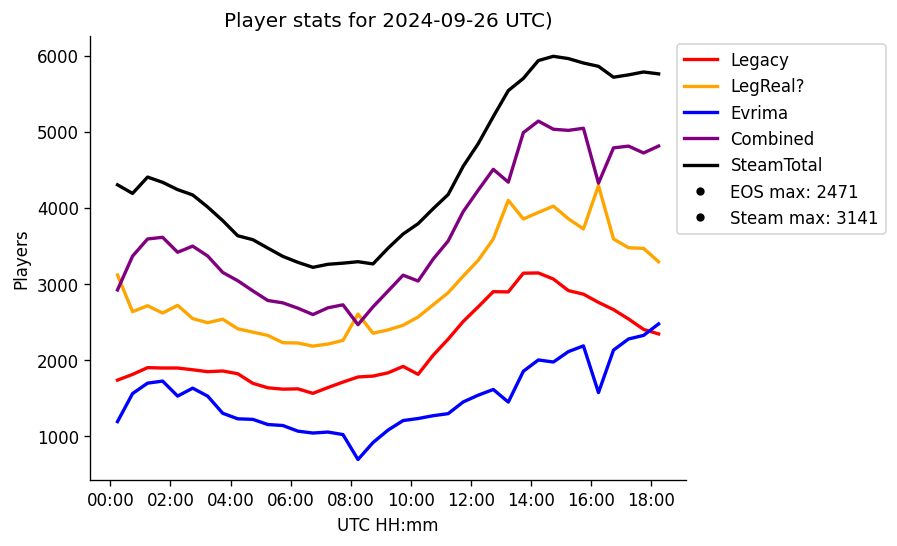 Player stats for 2024-09-26 UTC)
6000
5000
4000
3000
2000
1000
Players
00:00 02:00 04:00 06:00 08:00 10:00 12:00 14:00 16:00 18:00
UTC HH:mm
Legacy
LegReal?
Evrima
Combined
SteamTotal
EOS max: 2471
Steam max: 3141